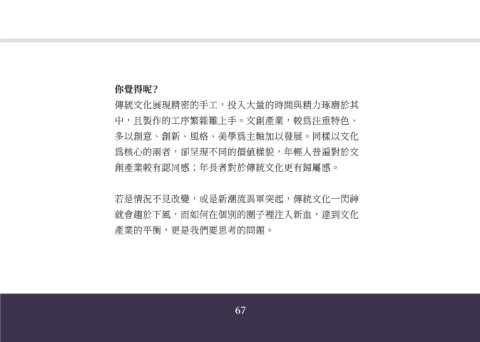 你覺得呢？
傳統文化展現精密的手工，投入大量的時間與精力琢磨於其
中，且製作的工序繁雜難上手。文創產業，較為注重特色、
多以創意、創新、風格、美學為主軸加以發展。同樣以文化
為核心的兩者，卻呈現不同的價值樣貌，年輕人普遍對於文
創產業較有認同感；年長者對於傳統文化更有歸屬感。
若是情況不見改變，或是新潮流異軍突起，傳統文化一閃神
就會趨於下風，而如何在個別的圈子裡注入新血，達到文化
產業的平衡，更是我們要思考的問題。
67